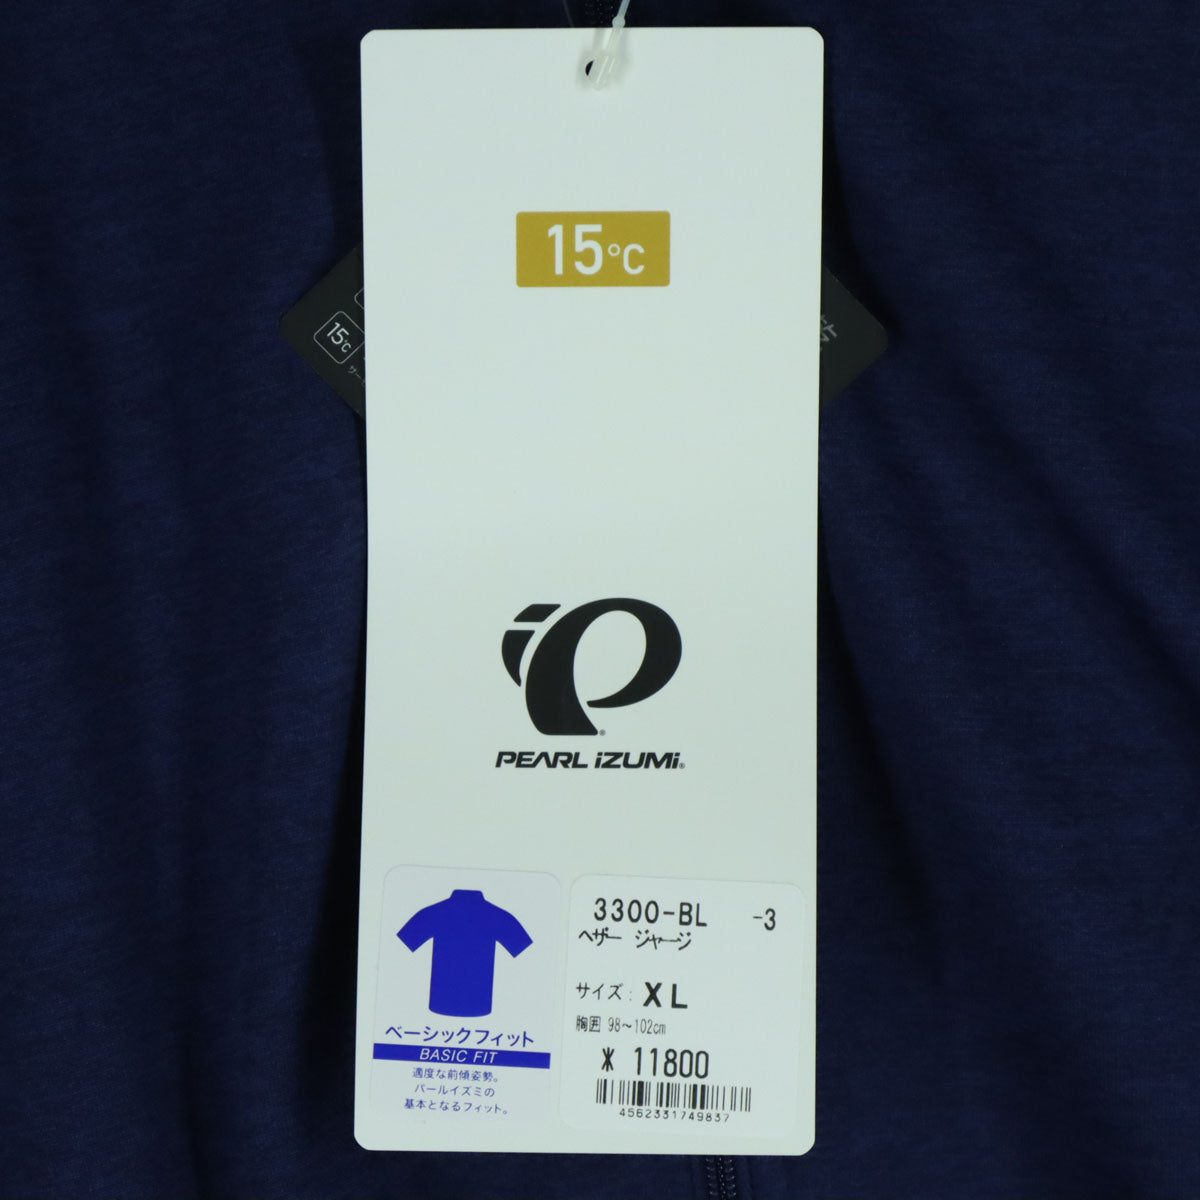 15℃
15℃
PEARL iZUMi®
ベーシックフィット
BASIC FIT
適度な前傾姿勢。
パールイズミの
基本となるフィット。
3300-BL -3
ヘザー ジャージ
サイズ: XL
胸囲 98～102cm
¥ 11800
4562331749837